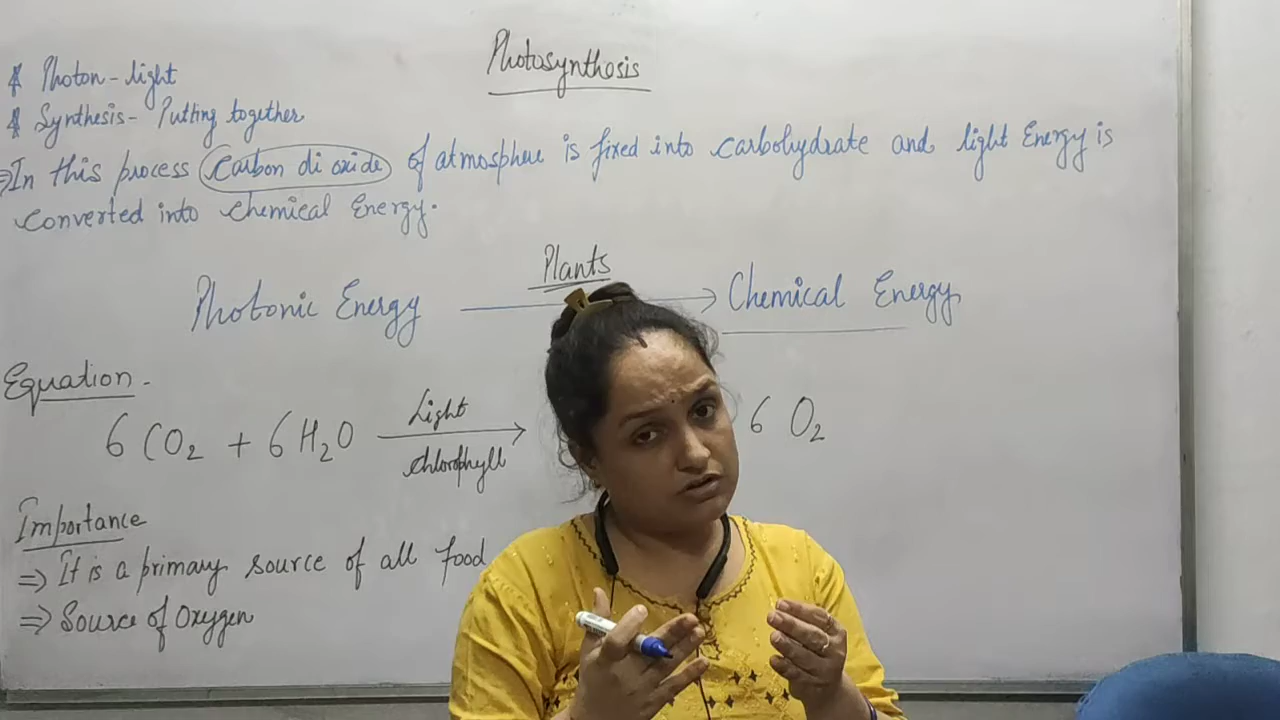 Photosynthesis
* Photon - light
* Synthesis - Putting together
⇒ In this process carbon di oxide of atmosphere is fixed into carbohydrate and light Energy is
converted into chemical Energy.
Plants
Photonic Energy → Chemical Energy
Equation -
Light
6 CO₂ + 6 H₂O → 6 O₂
chlorophyll
Importance
⇒ It is a primary source of all food
⇒ Source of Oxygen